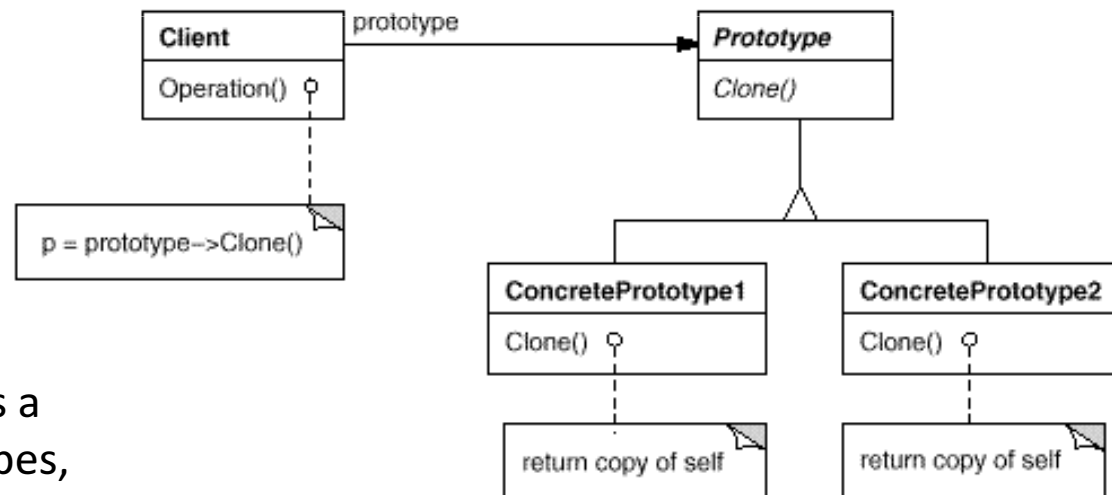 Client
Operation()
prototype
Prototype
Clone()
p = prototype->Clone()
ConcretePrototype1
Clone()
ConcretePrototype2
Clone()
return copy of self
return copy of self
a